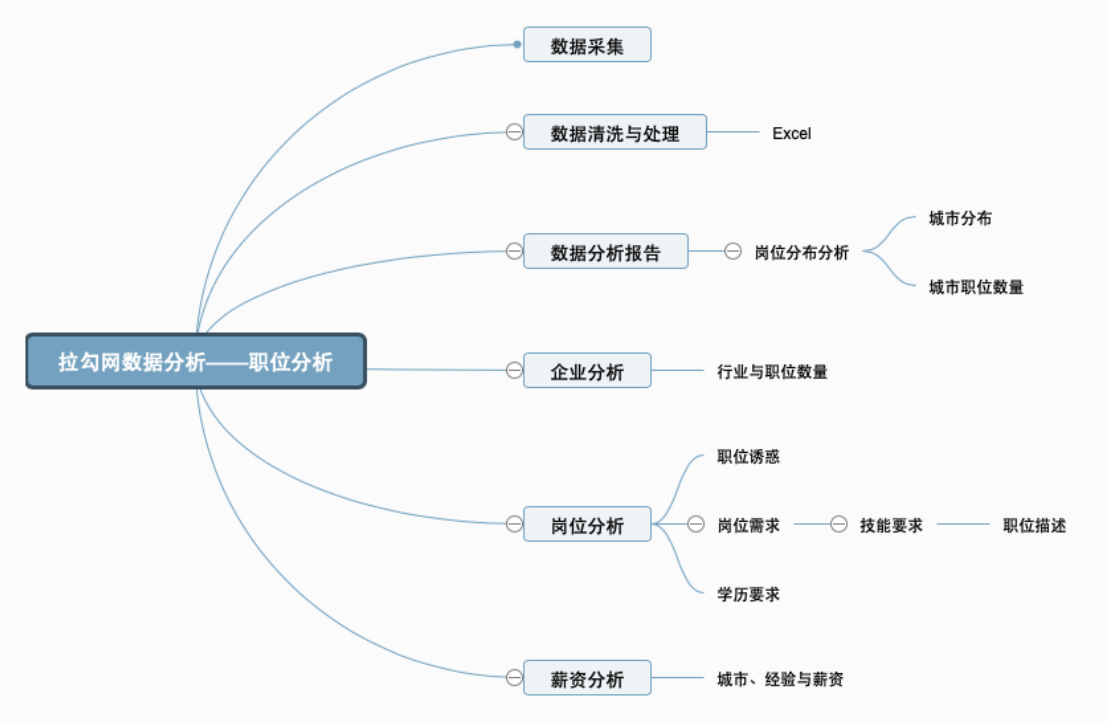 数据采集
数据清洗与处理
Excel
数据分析报告
岗位分布分析
城市分布
城市职位数量
拉勾网数据分析——职位分析
企业分析
行业与职位数量
岗位分析
职位诱惑
岗位需求
技能要求
职位描述
学历要求
薪资分析
城市、经验与薪资